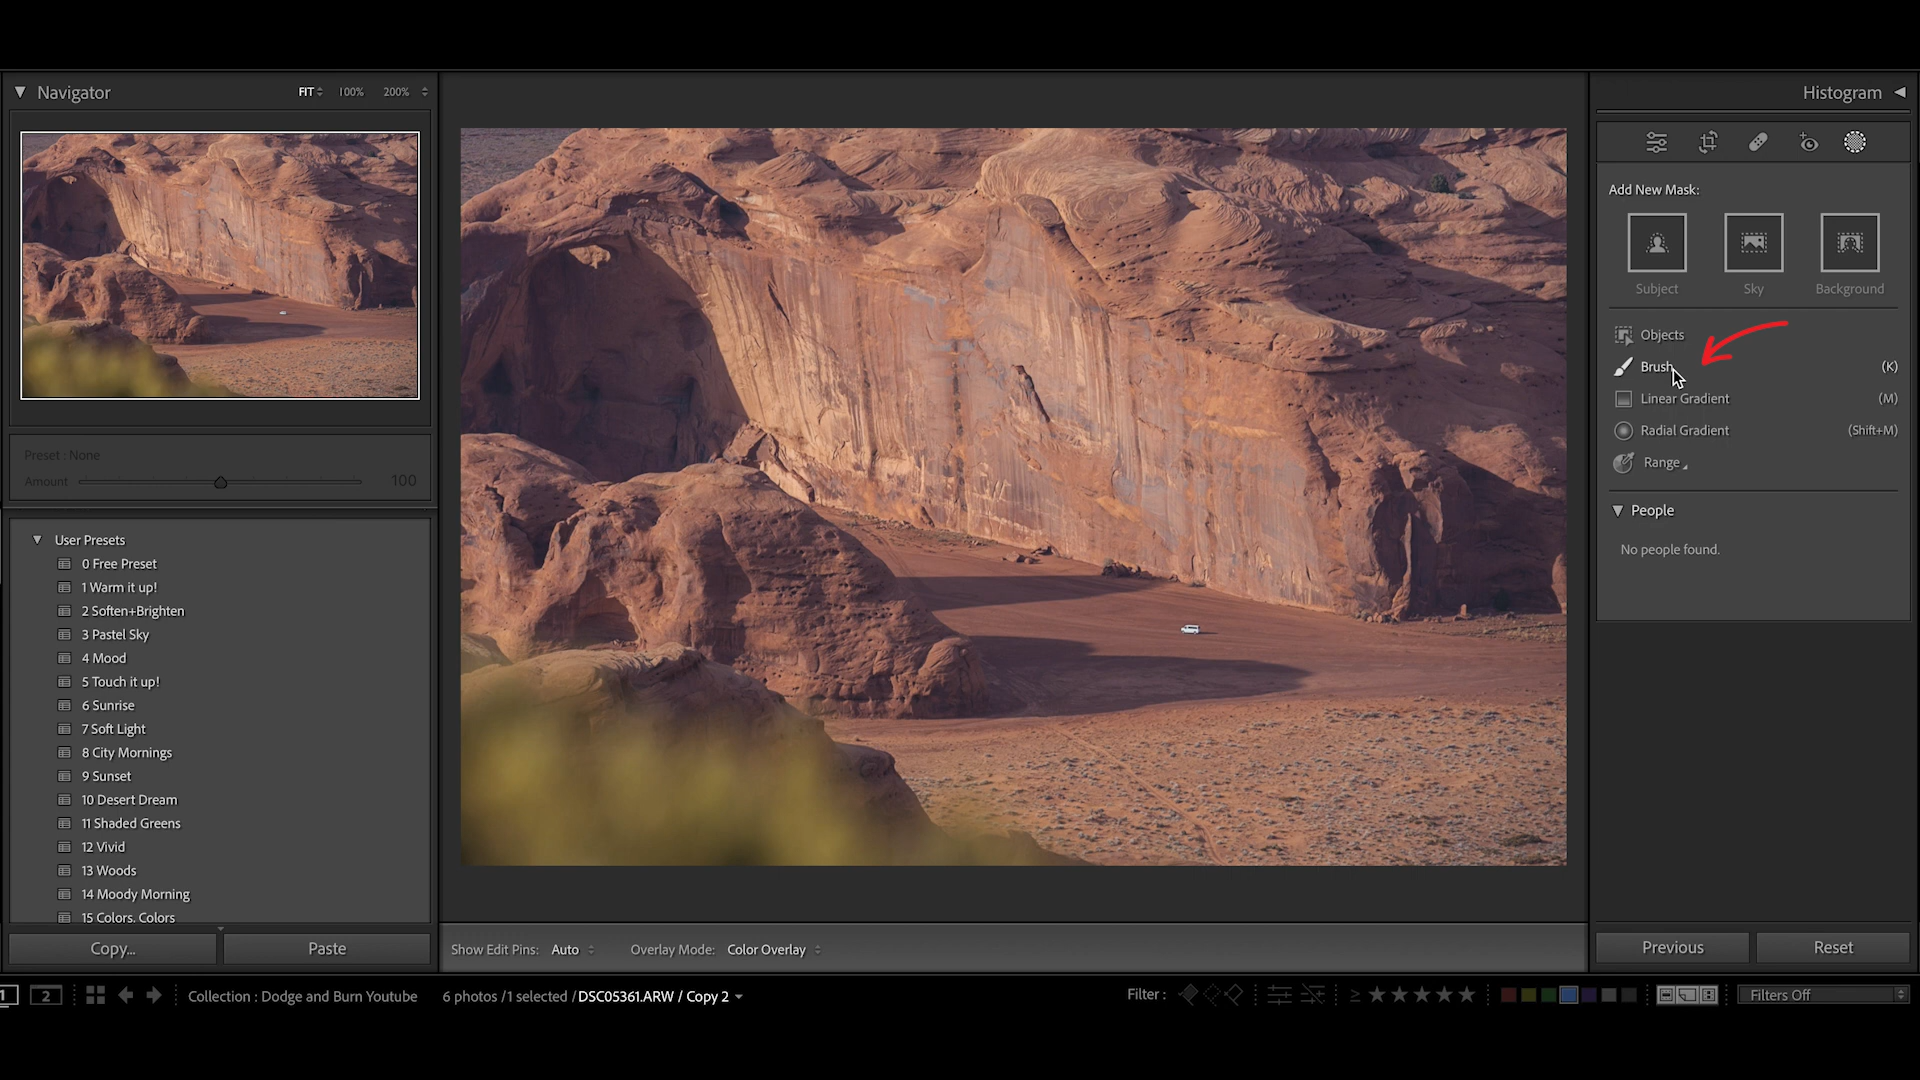 Navigator FIT 100% 200%
Histogram
Add New Mask:
Subject Sky Background
Objects
Brush (K)
Linear Gradient (M)
Radial Gradient (Shift+M)
Range
People
No people found.
Preset : None
Amount 100
User Presets
0 Free Preset
1 Warm it up!
2 Soften+Brighten
3 Pastel Sky
4 Mood
5 Touch it up!
6 Sunrise
7 Soft Light
8 City Mornings
9 Sunset
10 Desert Dream
11 Shaded Greens
12 Vivid
13 Woods
14 Moody Morning
15 Colors. Colors
Copy... Paste
Show Edit Pins: Auto Overlay Mode: Color Overlay
Previous Reset
1 2 Collection : Dodge and Burn Youtube 6 photos /1 selected /DSC05361.ARW / Copy 2 Filter : ≥ ★★★★★ Filters Off